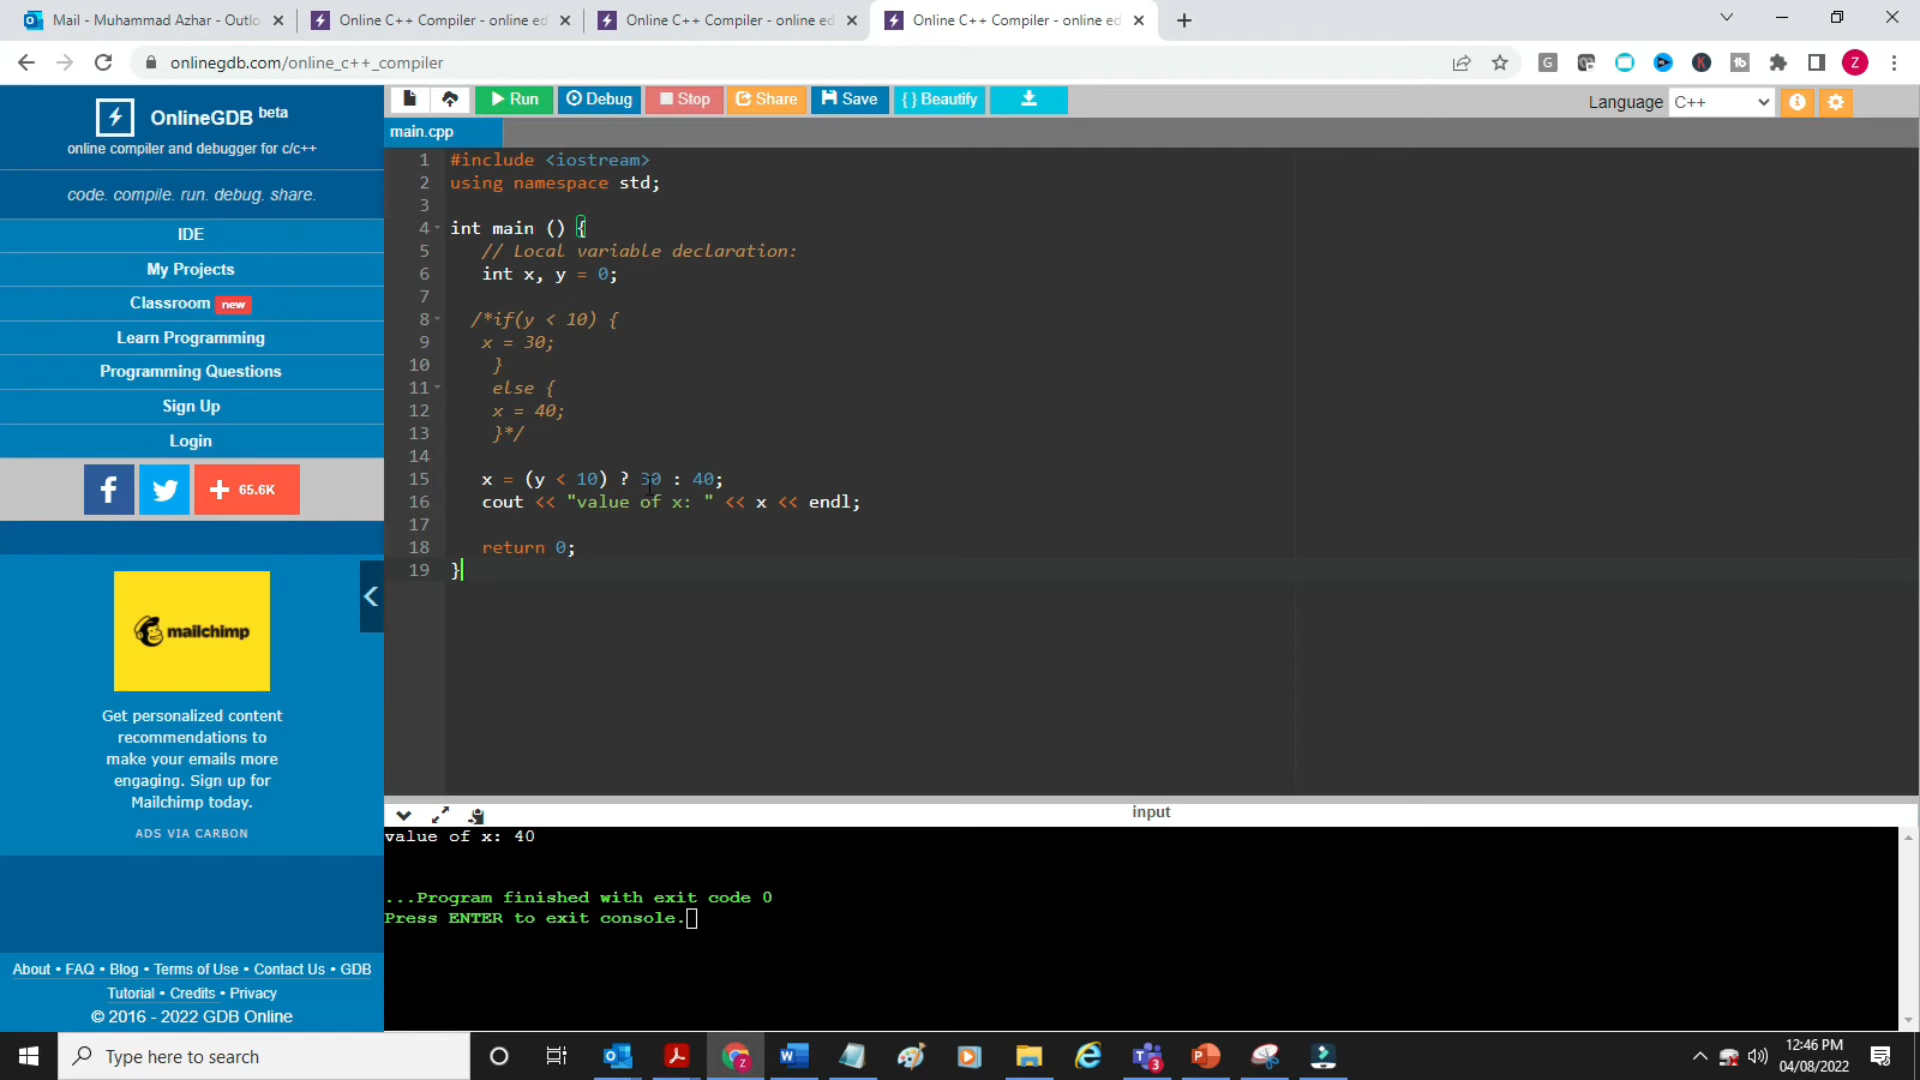 Mail - Muhammad Azhar - Outlo
Online C++ Compiler - online ed
Online C++ Compiler - online ed
Online C++ Compiler - online ed
onlinegdb.com/online_c++_compiler
G
K
tb
Z
OnlineGDB beta
online compiler and debugger for c/c++
code. compile. run. debug. share.
IDE
My Projects
Classroom new
Learn Programming
Programming Questions
Sign Up
Login
f
+ 65.6K
mailchimp
Get personalized content
recommendations to
make your emails more
engaging. Sign up for
Mailchimp today.
ADS VIA CARBON
About • FAQ • Blog • Terms of Use • Contact Us • GDB
Tutorial • Credits • Privacy
© 2016 - 2022 GDB Online
Run
Debug
Stop
Share
Save
{ } Beautify
Language C++
main.cpp
1 #include <iostream>
2 using namespace std;
3
4 int main () {
5 // Local variable declaration:
6 int x, y = 0;
7
8 /*if(y < 10) {
9 x = 30;
10 }
11 else {
12 x = 40;
13 }*/
14
15 x = (y < 10) ? 30 : 40;
16 cout << "value of x: " << x << endl;
17
18 return 0;
19 }
input
value of x: 40
...Program finished with exit code 0
Press ENTER to exit console.
Type here to search
12:46 PM
04/08/2022